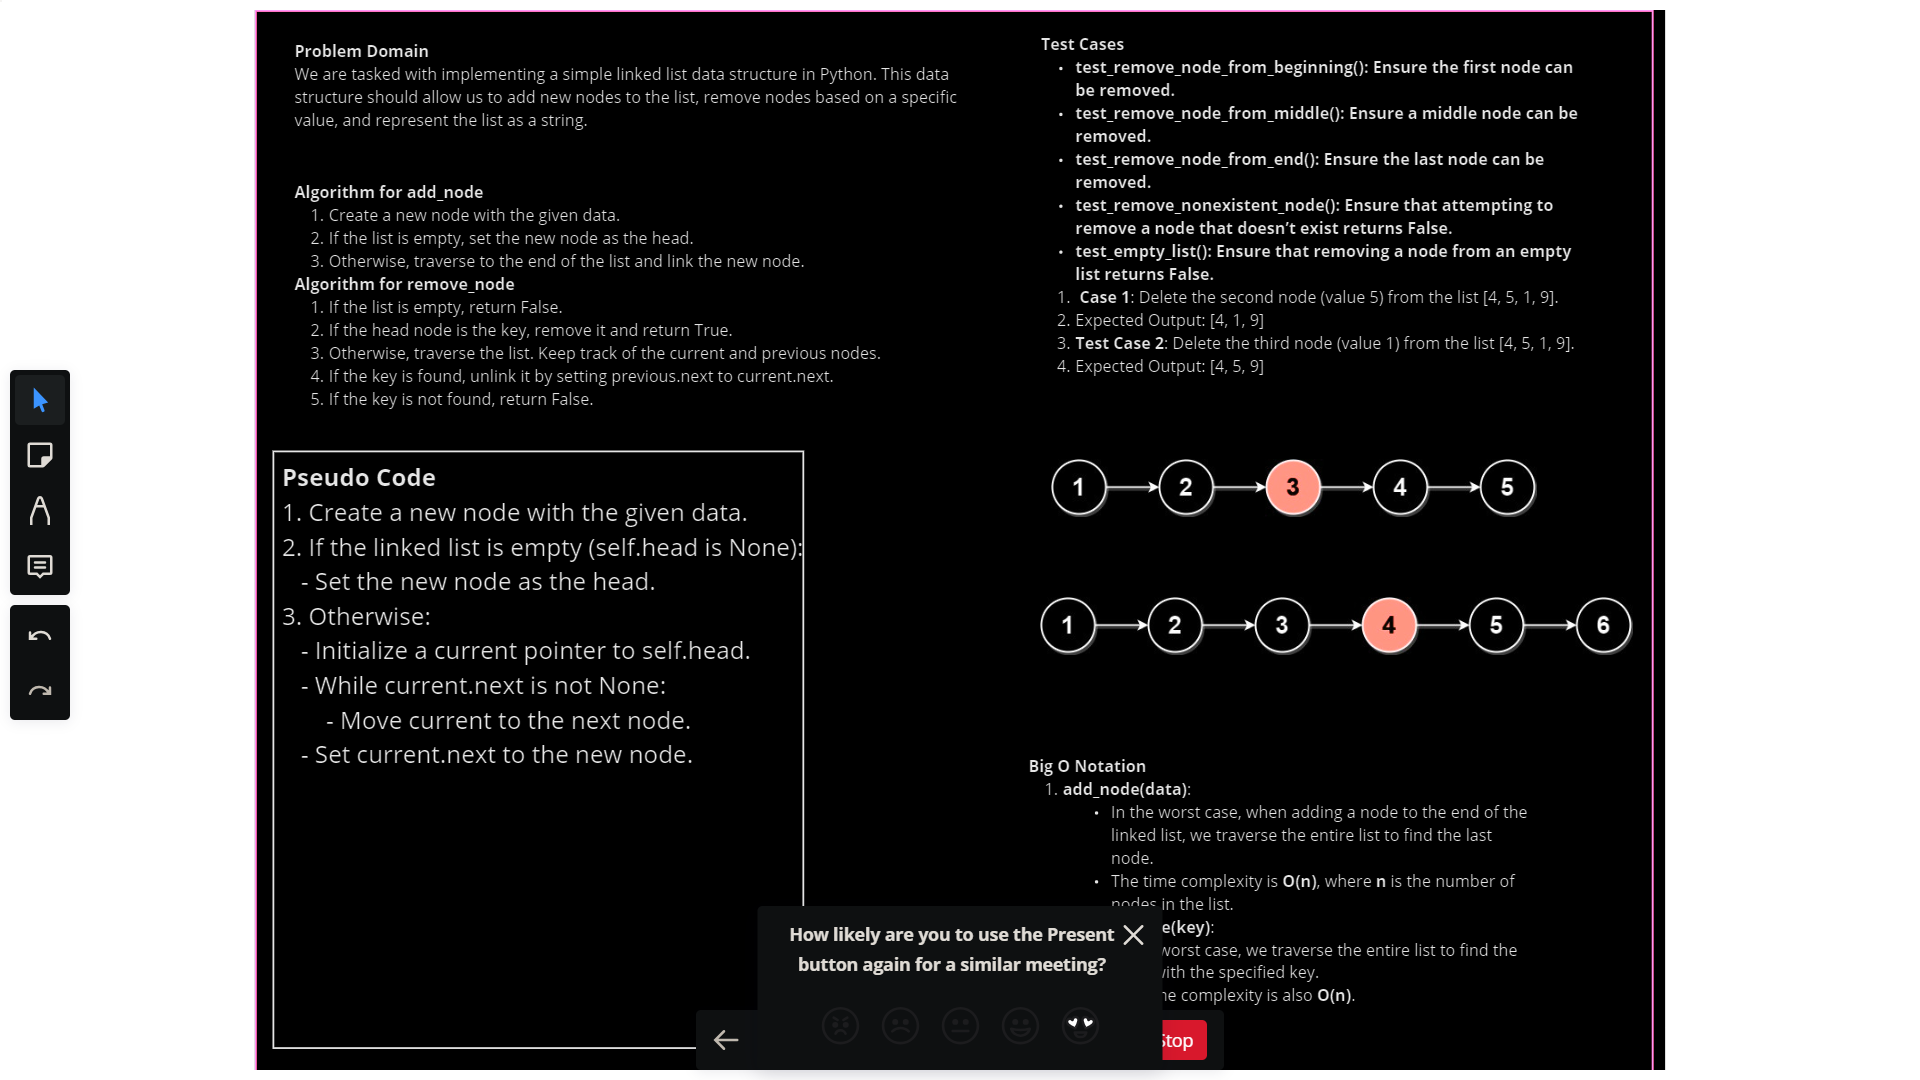 Problem Domain
We are tasked with implementing a simple linked list data structure in Python. This data
structure should allow us to add new nodes to the list, remove nodes based on a specific
value, and represent the list as a string.
Algorithm for add_node
1. Create a new node with the given data.
2. If the list is empty, set the new node as the head.
3. Otherwise, traverse to the end of the list and link the new node.
Algorithm for remove_node
1. If the list is empty, return False.
2. If the head node is the key, remove it and return True.
3. Otherwise, traverse the list. Keep track of the current and previous nodes.
4. If the key is found, unlink it by setting previous.next to current.next.
5. If the key is not found, return False.
Pseudo Code
1. Create a new node with the given data.
2. If the linked list is empty (self.head is None):
- Set the new node as the head.
3. Otherwise:
- Initialize a current pointer to self.head.
- While current.next is not None:
- Move current to the next node.
- Set current.next to the new node.
Test Cases
• test_remove_node_from_beginning(): Ensure the first node can
be removed.
• test_remove_node_from_middle(): Ensure a middle node can be
removed.
• test_remove_node_from_end(): Ensure the last node can be
removed.
• test_remove_nonexistent_node(): Ensure that attempting to
remove a node that doesn’t exist returns False.
• test_empty_list(): Ensure that removing a node from an empty
list returns False.
1. Case 1: Delete the second node (value 5) from the list [4, 5, 1, 9].
2. Expected Output: [4, 1, 9]
3. Test Case 2: Delete the third node (value 1) from the list [4, 5, 1, 9].
4. Expected Output: [4, 5, 9]
1 2 3 4 5
1 2 3 4 5 6
Big O Notation
1. add_node(data):
• In the worst case, when adding a node to the end of the
linked list, we traverse the entire list to find the last
node.
• The time complexity is O(n), where n is the number of
nodes in the list.
e(key):
worst case, we traverse the entire list to find the
with the specified key.
complexity is also O(n).
How likely are you to use the Present
button again for a similar meeting?
Stop